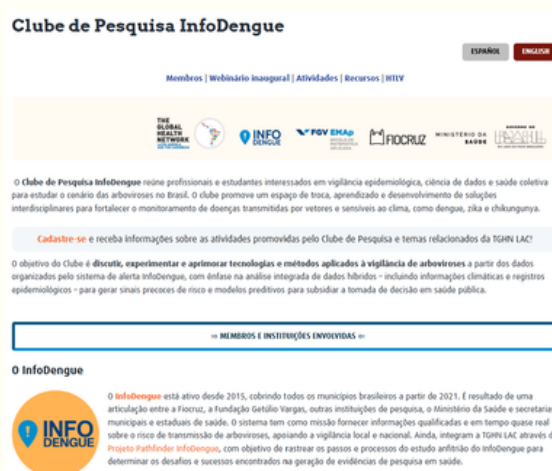 Clube de Pesquisa InfoDengue
ESPAÑOL ENGLISH
Membros | Webinário inaugural | Atividades | Recursos | HTLV
THE
GLOBAL
HEALTH
NETWORK
INFO
DENGUE
FGV EMAp
FIOCRUZ
MINISTÉRIO DA
SAÚDE
O Clube de Pesquisa InfoDengue reúne profissionais e estudantes interessados em vigilância epidemiológica, ciência de dados e saúde coletiva
para estudar o cenário das arboviroses no Brasil. O clube promove um espaço de troca, aprendizado e desenvolvimento de soluções
interdisciplinares para fortalecer o monitoramento de doenças transmitidas por vetores e sensíveis ao clima, como dengue, zika e chikungunya.
Cadastre-se e receba informações sobre as atividades promovidas pelo Clube de Pesquisa e temas relacionados da TGHN LAC!
O objetivo do Clube é discutir, experimentar e aprimorar tecnologias e métodos aplicados à vigilância de arboviroses a partir dos dados
organizados pelo sistema de alerta InfoDengue, com ênfase na análise integrada de dados híbridos - incluindo informações climáticas e registros
epidemiológicos - para gerar sinais precoces de risco e modelos preditivos para subsidiar a tomada de decisão em saúde pública.
⇒ MEMBROS E INSTITUIÇÕES ENVOLVIDAS ⇐
O InfoDengue
INFO
DENGUE
O InfoDengue está ativo desde 2015, cobrindo todos os municípios brasileiros a partir de 2021. É resultado de uma
articulação entre a Fiocruz, a Fundação Getúlio Vargas, outras instituições de pesquisa, o Ministério da Saúde e secretaria
municipais e estaduais de saúde. O sistema tem como missão fornecer informações qualificadas e em tempo quase real
sobre o risco de transmissão de arboviroses, apoiando a vigilância local e nacional. Ainda, integram a TGHN LAC através d
Projeto Pathfinder InfoDengue, com objetivo de rastrear os passos e processos do estudo anfitrião do InfoDengue para
determinar os desafios e sucessos encontrados na geração de evidências de pesquisa em saúde.